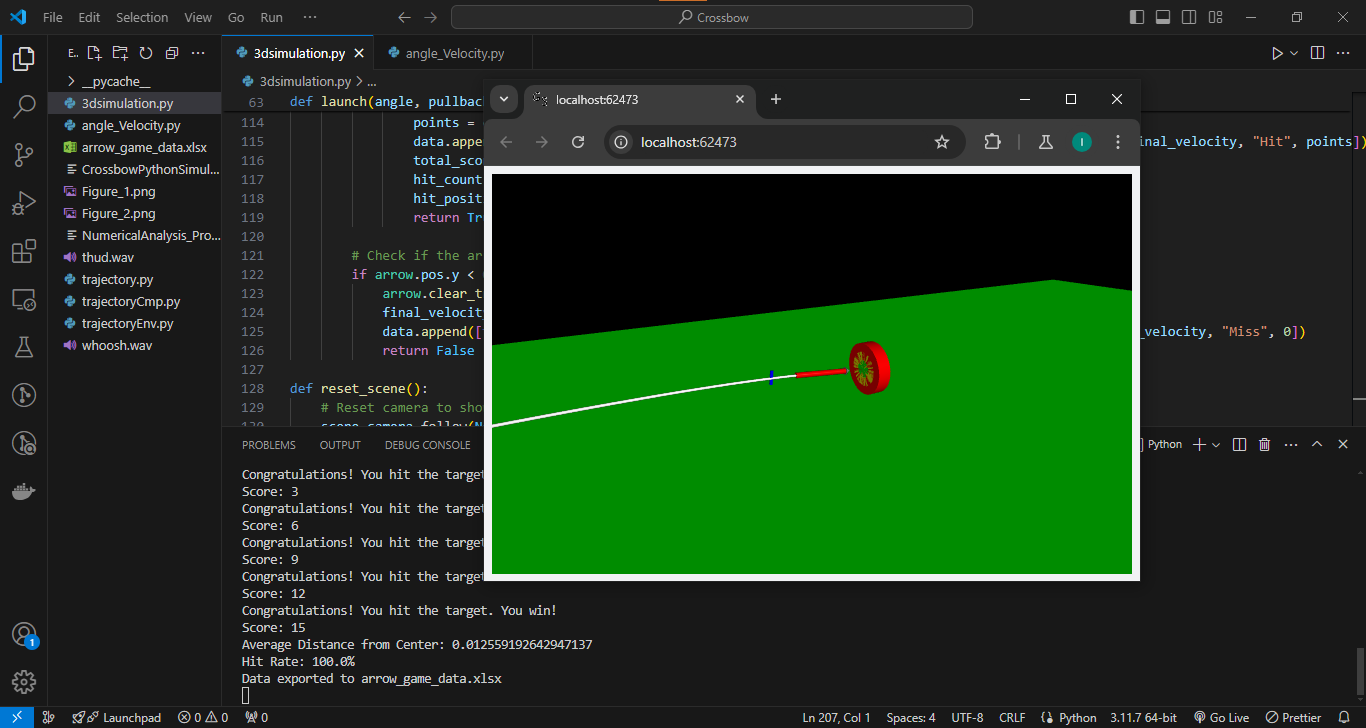 File Edit Selection View Go Run ··· Crossbow
E.. 3dsimulation.py angle_Velocity.py
3dsimulation.py > ...
__pycache__
3dsimulation.py
angle_Velocity.py
arrow_game_data.xlsx
CrossbowPythonSimul...
Figure_1.png
Figure_2.png
NumericalAnalysis_Pro...
thud.wav
trajectory.py
trajectoryCmp.py
trajectoryEnv.py
whoosh.wav
63 def launch(angle, pullbac
114 points =
115 data.appe inal_velocity, "Hit", points])
116 total_sco
117 hit_count
118 hit_posit
119 return Tr
120
121 # Check if the ar
122 if arrow.pos.y <
123 arrow.clear_t
124 final_velocit
125 data.append([ _velocity, "Miss", 0])
126 return False
127
128 def reset_scene():
129 # Reset camera to sho
localhost:62473
localhost:62473
I
PROBLEMS OUTPUT DEBUG CONSOLE Python
Congratulations! You hit the target
Score: 3
Congratulations! You hit the target
Score: 6
Congratulations! You hit the target
Score: 9
Congratulations! You hit the target
Score: 12
Congratulations! You hit the target. You win!
Score: 15
Average Distance from Center: 0.012559192642947137
Hit Rate: 100.0%
Data exported to arrow_game_data.xlsx
1
Launchpad 0 0 0 Ln 207, Col 1 Spaces: 4 UTF-8 CRLF Python 3.11.7 64-bit Go Live Prettier